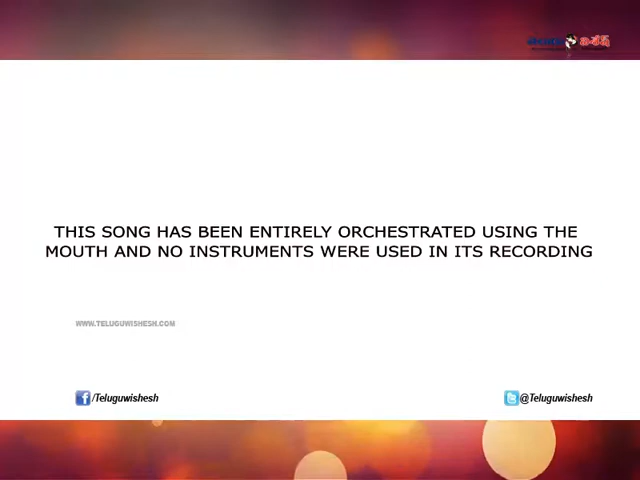 THIS SONG HAS BEEN ENTIRELY ORCHESTRATED USING THE
MOUTH AND NO INSTRUMENTS WERE USED IN ITS RECORDING
WWW.TELUGUWISHESH.COM
/Teluguwishesh
@Teluguwishesh